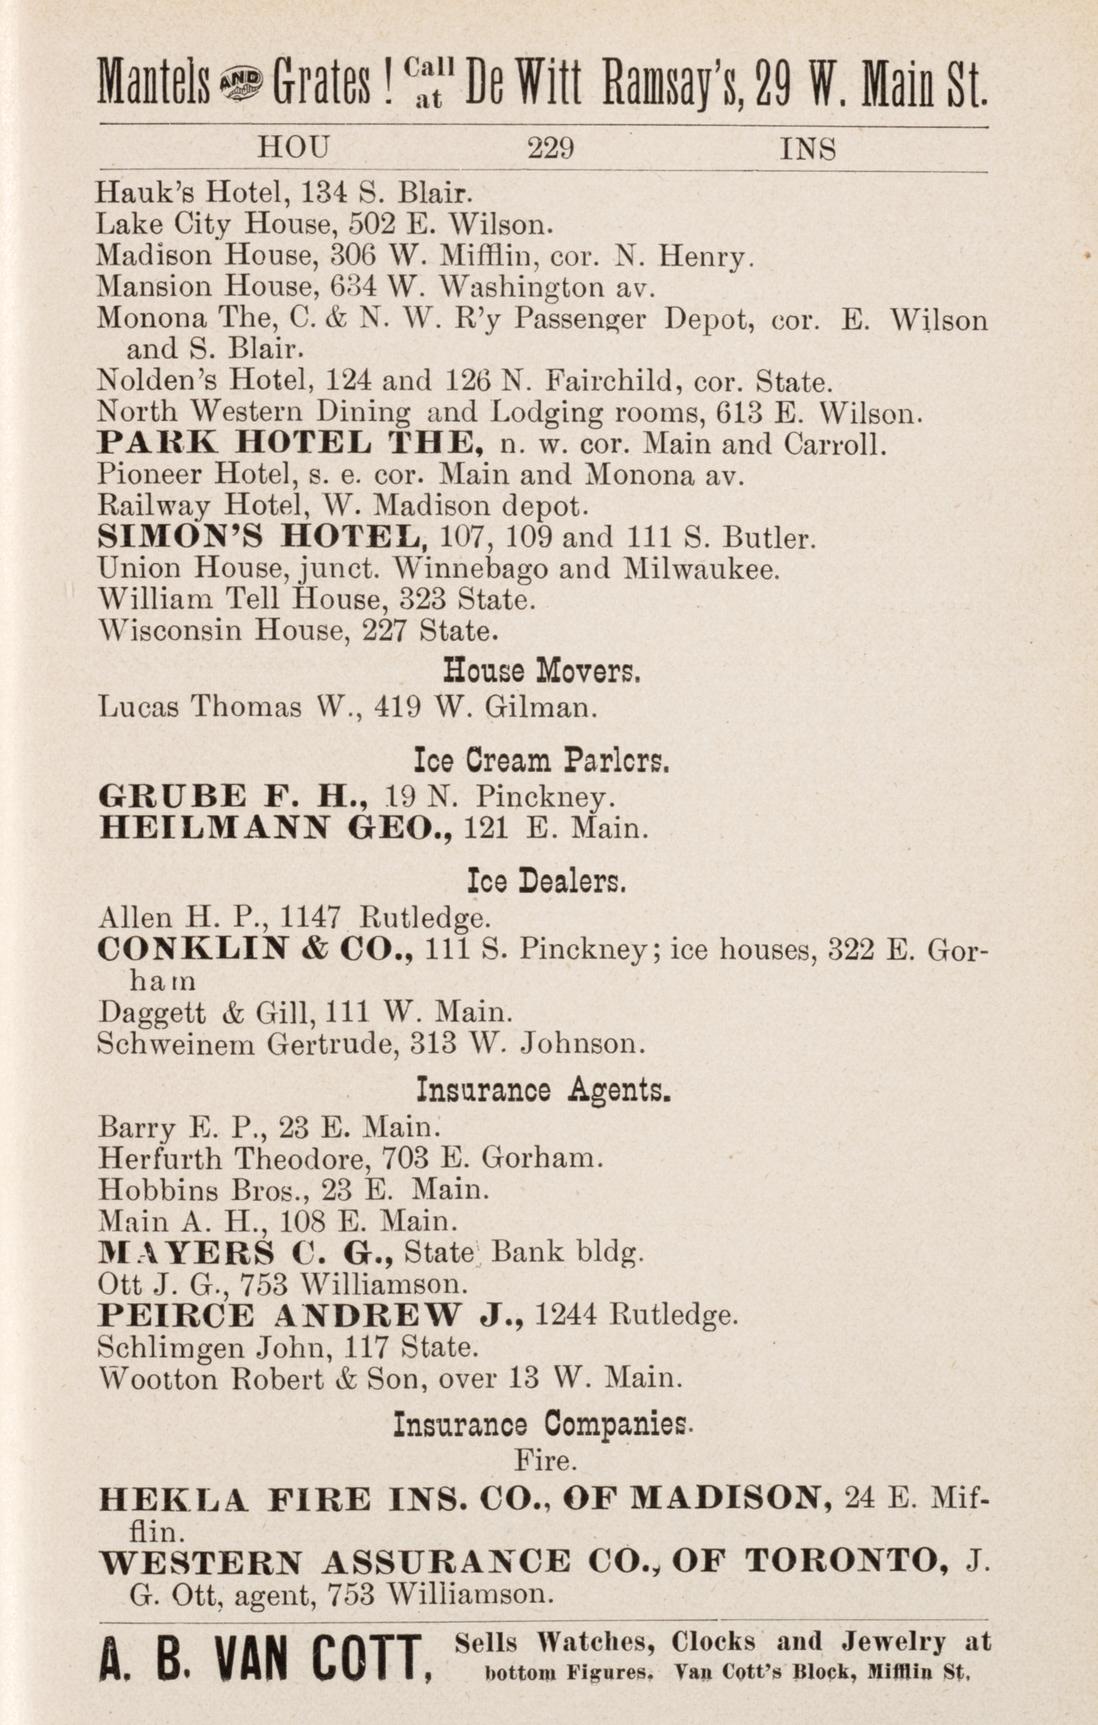 Mantels AND Grates! Call at De Witt Ramsay's, 29 W. Main St.
HOU 229 INS
Hauk's Hotel, 134 S. Blair.
Lake City House, 502 E. Wilson.
Madison House, 306 W. Mifflin, cor. N. Henry.
Mansion House, 634 W. Washington av.
Monona The, C. & N. W. R'y Passenger Depot, cor. E. Wilson
and S. Blair.
Nolden's Hotel, 124 and 126 N. Fairchild, cor. State.
North Western Dining and Lodging rooms, 613 E. Wilson.
PARK HOTEL THE, n. w. cor. Main and Carroll.
Pioneer Hotel, s. e. cor. Main and Monona av.
Railway Hotel, W. Madison depot.
SIMON'S HOTEL, 107, 109 and 111 S. Butler.
Union House, junct. Winnebago and Milwaukee.
William Tell House, 323 State.
Wisconsin House, 227 State.
House Movers.
Lucas Thomas W., 419 W. Gilman.
Ice Cream Parlors.
GRUBE F. H., 19 N. Pinckney.
HEILMANN GEO., 121 E. Main.
Ice Dealers.
Allen H. P., 1147 Rutledge.
CONKLIN & CO., 111 S. Pinckney; ice houses, 322 E. Gor-
ham
Daggett & Gill, 111 W. Main.
Schweinem Gertrude, 313 W. Johnson.
Insurance Agents.
Barry E. P., 23 E. Main.
Herfurth Theodore, 703 E. Gorham.
Hobbins Bros., 23 E. Main.
Main A. H., 108 E. Main.
MAYERS C. G., State Bank bldg.
Ott J. G., 753 Williamson.
PEIRCE ANDREW J., 1244 Rutledge.
Schlimgen John, 117 State.
Wootton Robert & Son, over 13 W. Main.
Insurance Companies.
Fire.
HEKLA FIRE INS. CO., OF MADISON, 24 E. Mif-
flin.
WESTERN ASSURANCE CO., OF TORONTO, J.
G. Ott, agent, 753 Williamson.
A. B. VAN COTT, Sells Watches, Clocks and Jewelry at
bottom Figures. Van Cott's Block, Mifflin St.